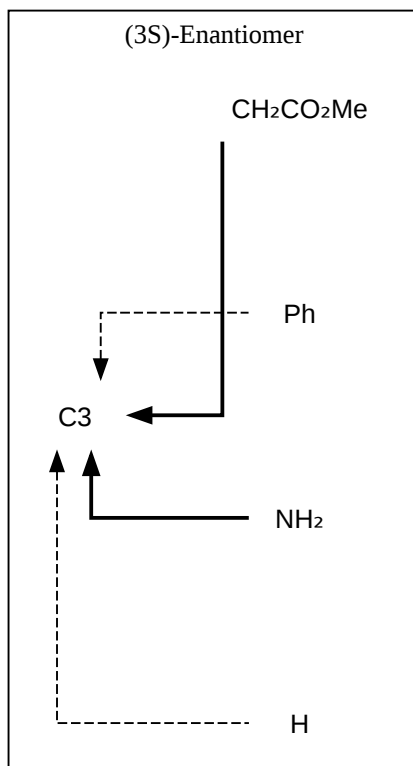 (3S)-Enantiomer
CH₂CO₂Me
Ph
C3
NH₂
H